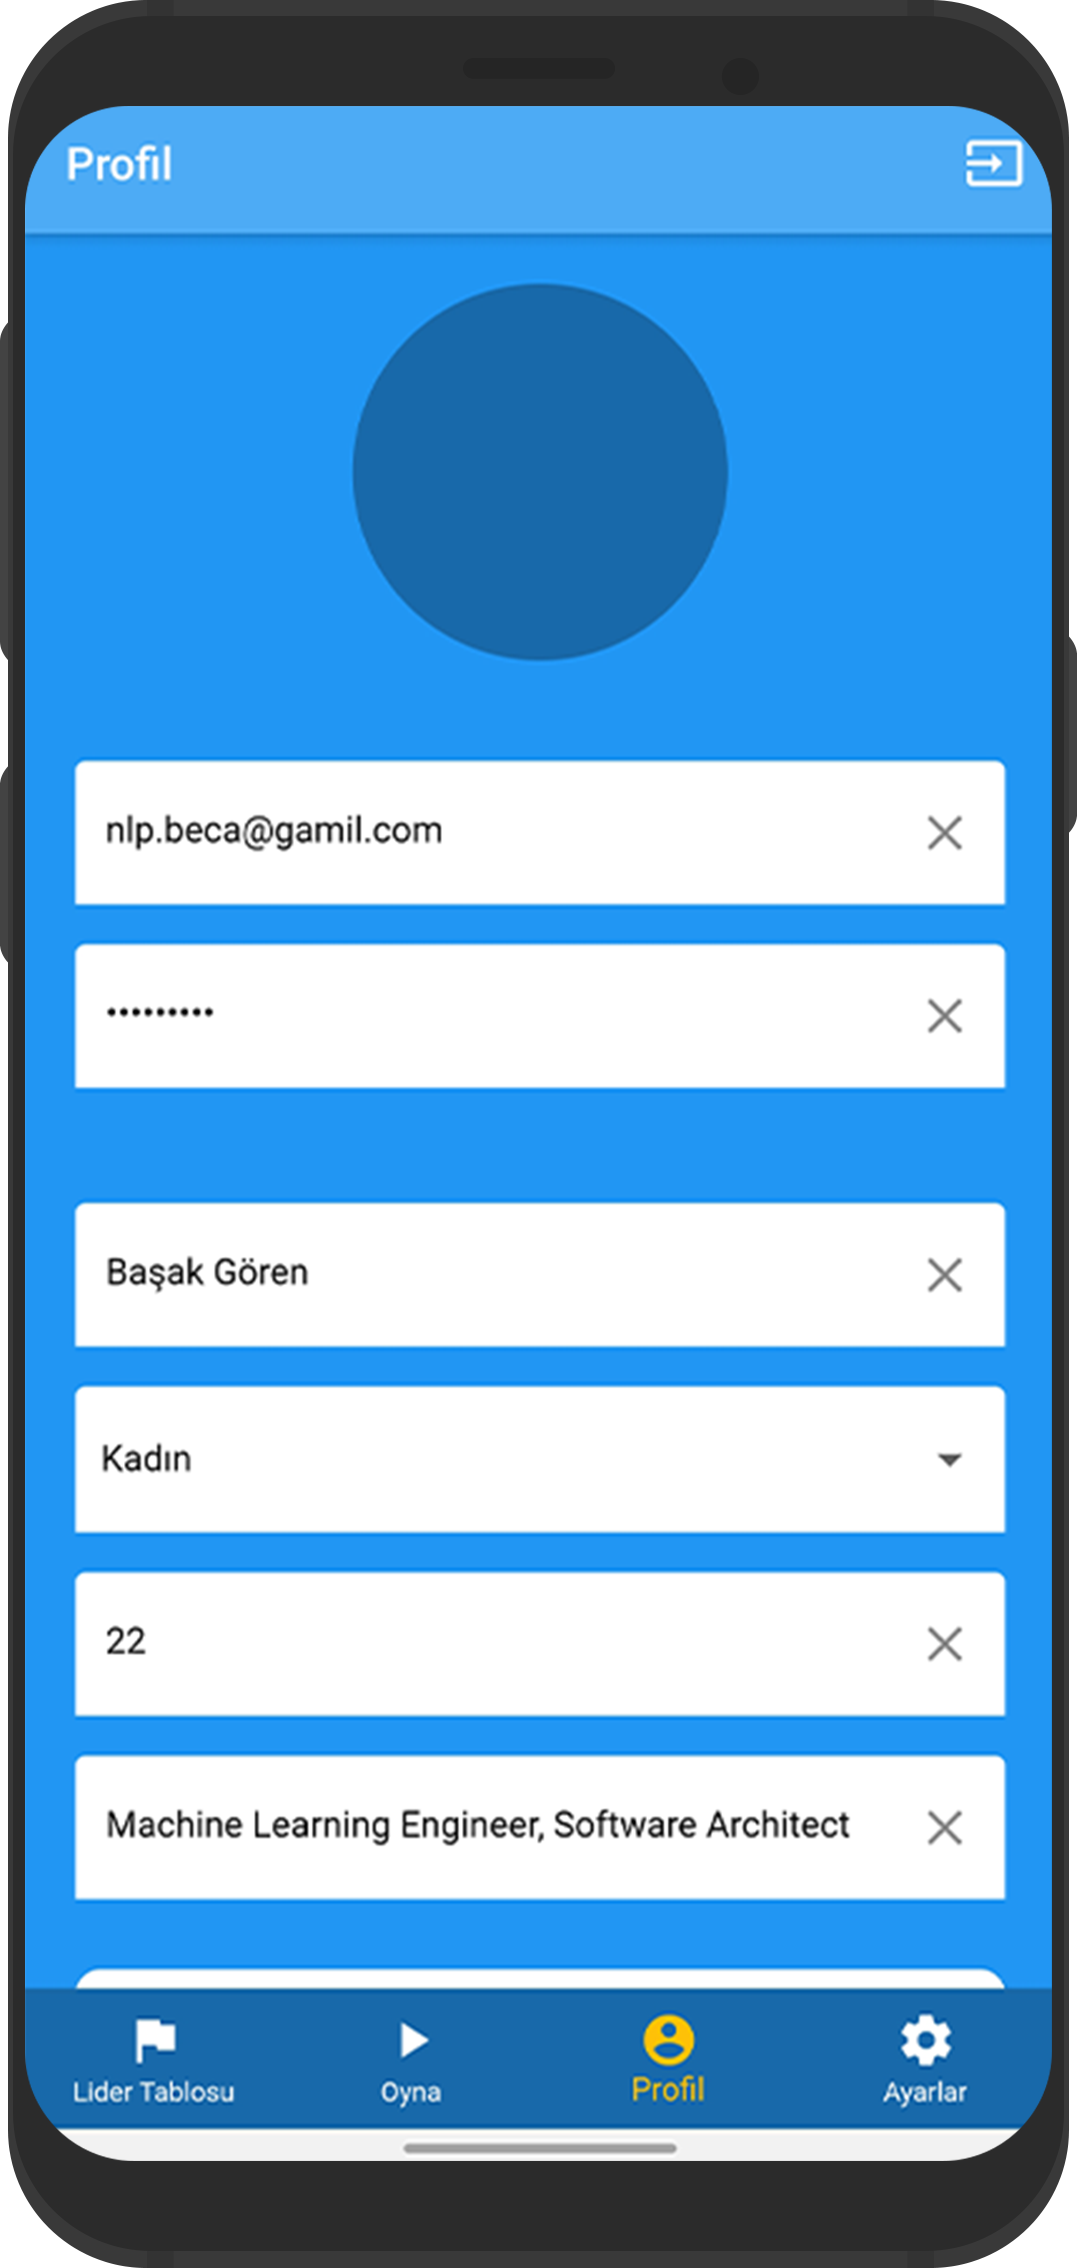 Profil
nlp.beca@gamil.com
•••••••••
Başak Gören
Kadın
22
Machine Learning Engineer, Software Architect
Lider Tablosu
Oyna
Profil
Ayarlar